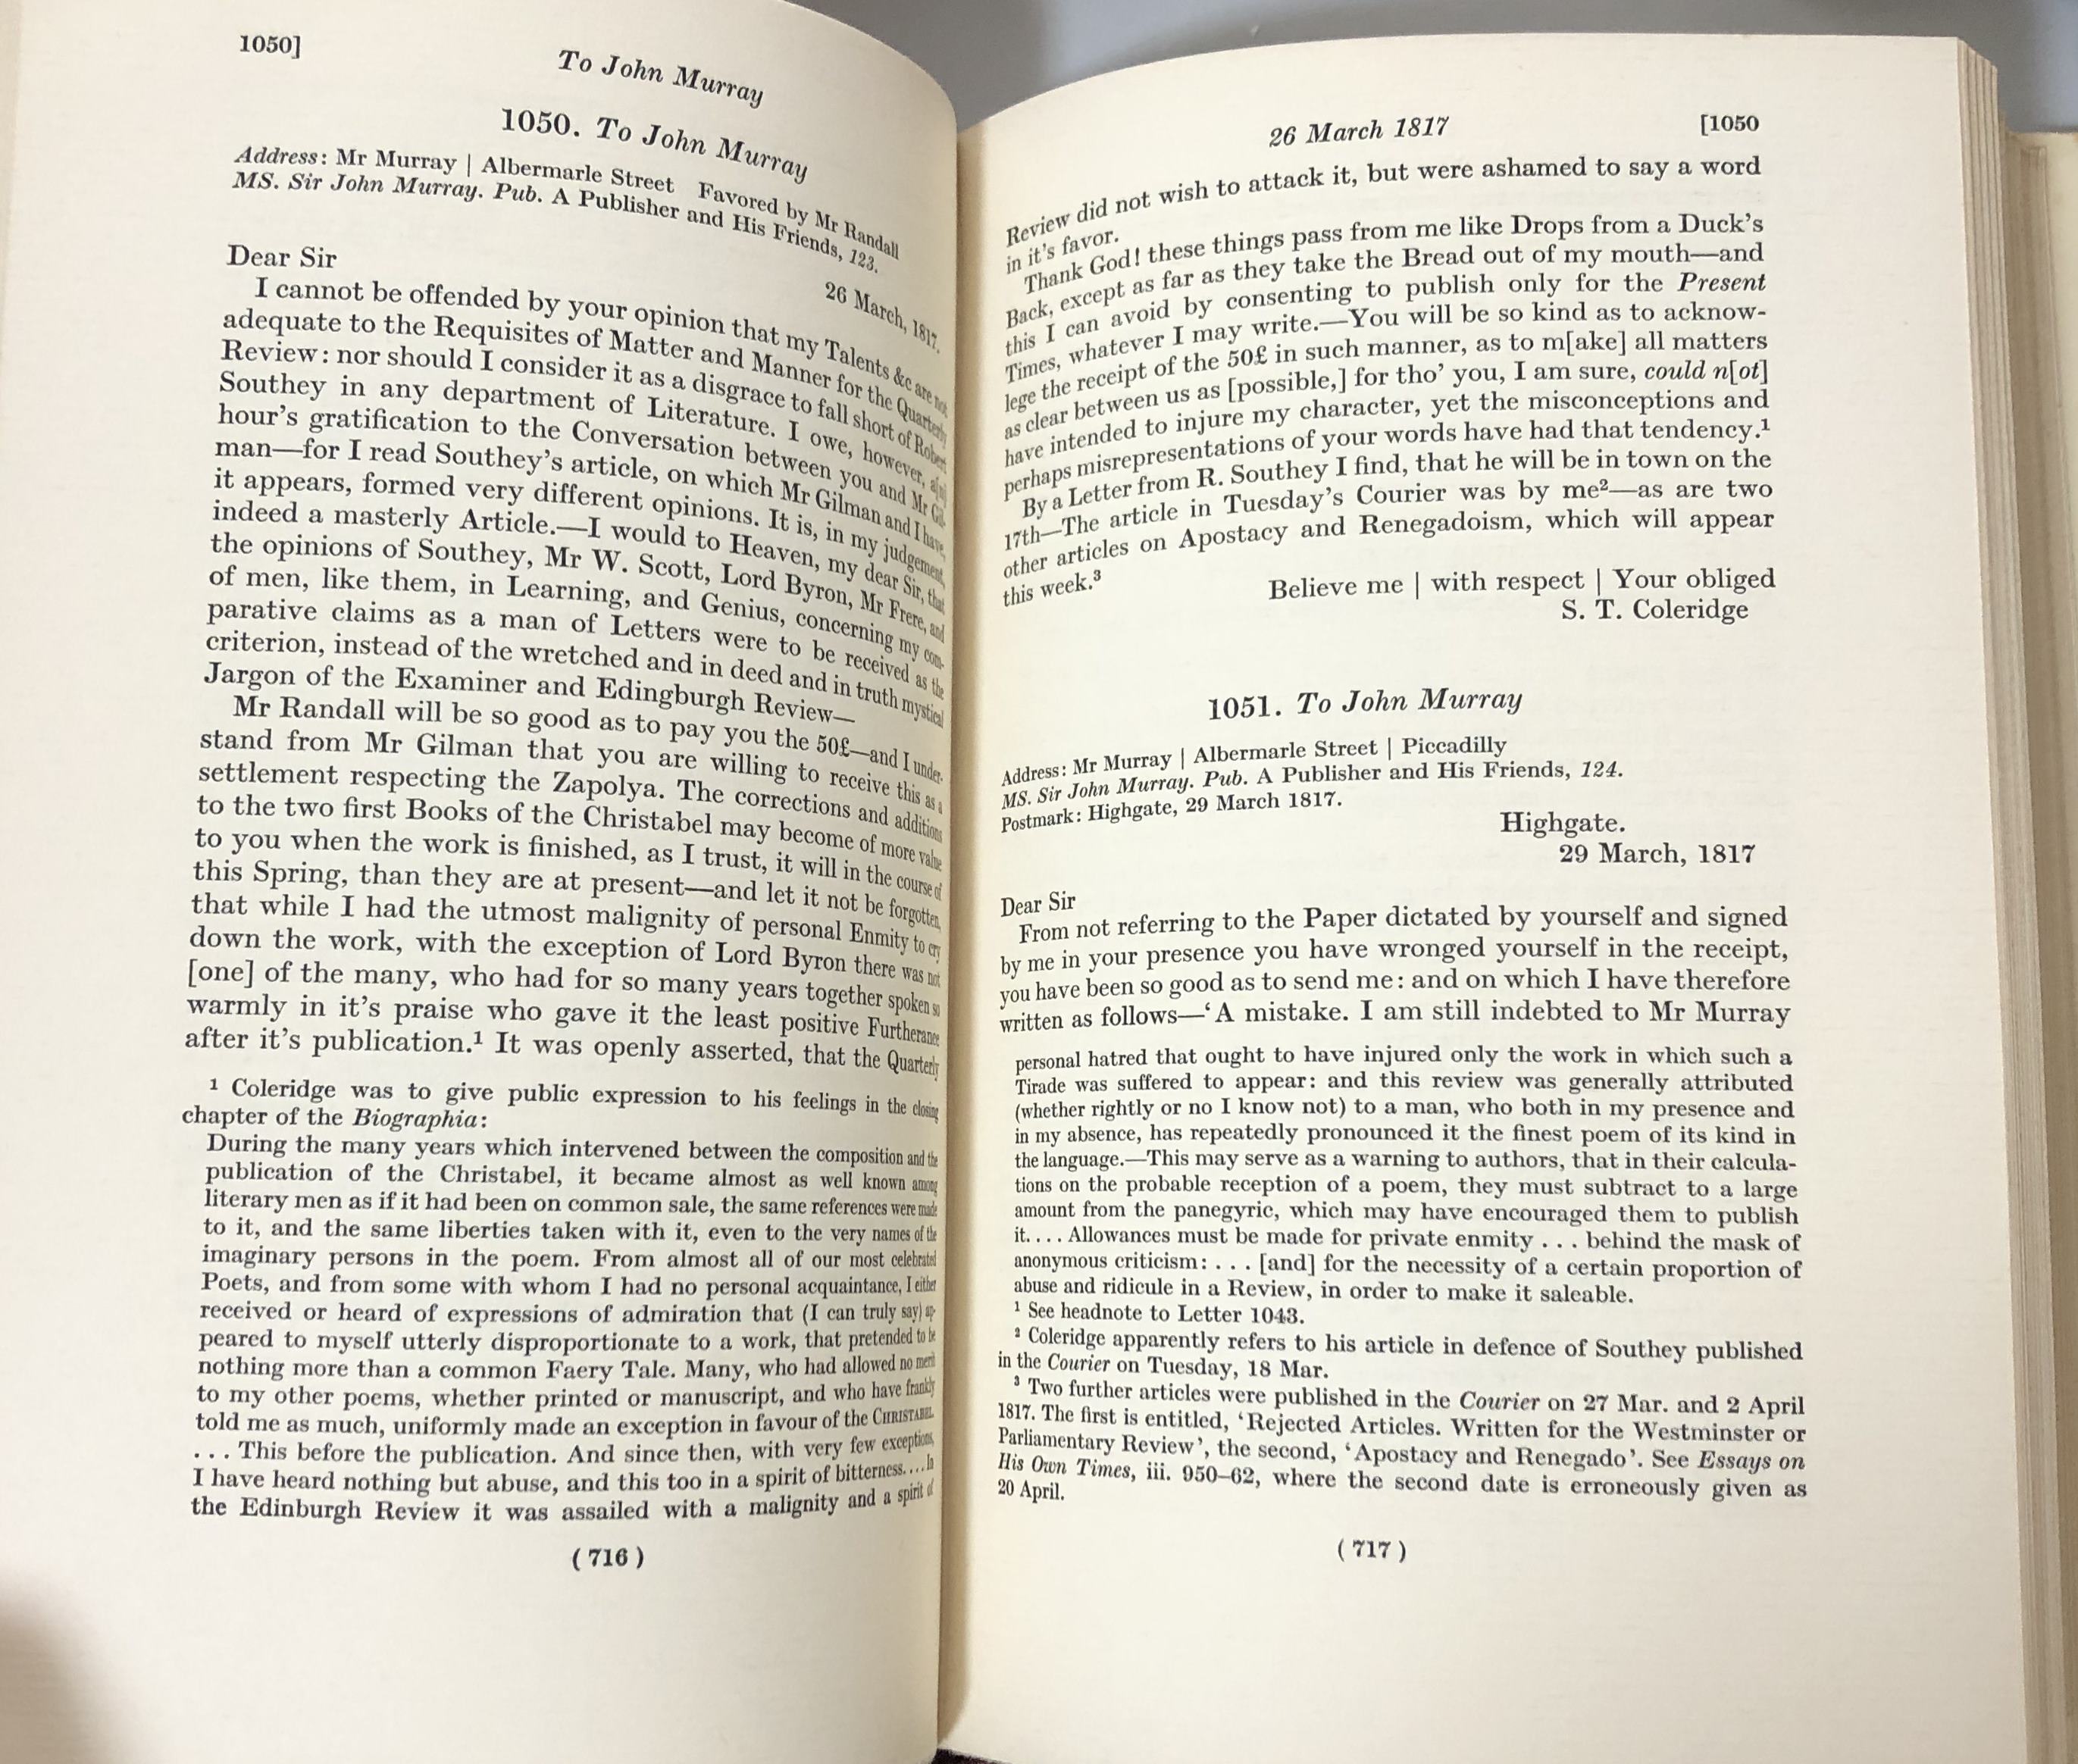 1050]
To John Murray
1050. To John Murray
Address: Mr Murray | Albermarle Street Favored by Mr Randall
MS. Sir John Murray. Pub. A Publisher and His Friends, 123.
26 March, 1817.
Dear Sir
I cannot be offended by your opinion that my Talents &c are not
adequate to the Requisites of Matter and Manner for the Quarterly
Review: nor should I consider it as a disgrace to fall short of Robert
Southey in any department of Literature. I owe, however, a[n]
hour's gratification to the Conversation between you and Mr Gil-
man—for I read Southey's article, on which Mr Gilman and I have,
it appears, formed very different opinions. It is, in my judgement,
indeed a masterly Article.—I would to Heaven, my dear Sir, that
the opinions of Southey, Mr W. Scott, Lord Byron, Mr Frere, and
of men, like them, in Learning, and Genius, concerning my com-
parative claims as a man of Letters were to be received as the
criterion, instead of the wretched and in deed and in truth mystical
Jargon of the Examiner and Edingburgh Review—
Mr Randall will be so good as to pay you the 50£—and I under-
stand from Mr Gilman that you are willing to receive this as a
settlement respecting the Zapolya. The corrections and additions
to the two first Books of the Christabel may become of more value
to you when the work is finished, as I trust, it will in the course of
this Spring, than they are at present—and let it not be forgotten,
that while I had the utmost malignity of personal Enmity to cry
down the work, with the exception of Lord Byron there was not
[one] of the many, who had for so many years together spoken so
warmly in it's praise who gave it the least positive Furtherance
after it's publication.¹ It was openly asserted, that the Quarterly
¹ Coleridge was to give public expression to his feelings in the closing
chapter of the Biographia:
During the many years which intervened between the composition and the
publication of the Christabel, it became almost as well known among
literary men as if it had been on common sale, the same references were made
to it, and the same liberties taken with it, even to the very names of the
imaginary persons in the poem. From almost all of our most celebrated
Poets, and from some with whom I had no personal acquaintance, I either
received or heard of expressions of admiration that (I can truly say) ap-
peared to myself utterly disproportionate to a work, that pretended to be
nothing more than a common Faery Tale. Many, who had allowed no merit
to my other poems, whether printed or manuscript, and who have frankly
told me as much, uniformly made an exception in favour of the CHRISTABEL
... This before the publication. And since then, with very few exceptions,
I have heard nothing but abuse, and this too in a spirit of bitterness.... In
the Edinburgh Review it was assailed with a malignity and a spirit of
(716)
26 March 1817
[1050
Review did not wish to attack it, but were ashamed to say a word
in it's favor.
Thank God! these things pass from me like Drops from a Duck's
Back, except as far as they take the Bread out of my mouth—and
this I can avoid by consenting to publish only for the Present
Times, whatever I may write.—You will be so kind as to acknow-
lege the receipt of the 50£ in such manner, as to m[ake] all matters
as clear between us as [possible,] for tho' you, I am sure, could n[ot]
have intended to injure my character, yet the misconceptions and
perhaps misrepresentations of your words have had that tendency.¹
By a Letter from R. Southey I find, that he will be in town on the
17th—The article in Tuesday's Courier was by me²—as are two
other articles on Apostacy and Renegadoism, which will appear
this week.³
Believe me | with respect | Your obliged
S. T. Coleridge
1051. To John Murray
Address: Mr Murray | Albermarle Street | Piccadilly
MS. Sir John Murray. Pub. A Publisher and His Friends, 124.
Postmark: Highgate, 29 March 1817.
Highgate.
29 March, 1817
Dear Sir
From not referring to the Paper dictated by yourself and signed
by me in your presence you have wronged yourself in the receipt,
you have been so good as to send me: and on which I have therefore
written as follows—‘A mistake. I am still indebted to Mr Murray
personal hatred that ought to have injured only the work in which such a
Tirade was suffered to appear: and this review was generally attributed
(whether rightly or no I know not) to a man, who both in my presence and
in my absence, has repeatedly pronounced it the finest poem of its kind in
the language.—This may serve as a warning to authors, that in their calcula-
tions on the probable reception of a poem, they must subtract to a large
amount from the panegyric, which may have encouraged them to publish
it.... Allowances must be made for private enmity ... behind the mask of
anonymous criticism: ... [and] for the necessity of a certain proportion of
abuse and ridicule in a Review, in order to make it saleable.
¹ See headnote to Letter 1043.
² Coleridge apparently refers to his article in defence of Southey published
in the Courier on Tuesday, 18 Mar.
³ Two further articles were published in the Courier on 27 Mar. and 2 April
1817. The first is entitled, ‘Rejected Articles. Written for the Westminster or
Parliamentary Review’, the second, ‘Apostacy and Renegado’. See Essays on
His Own Times, iii. 950–62, where the second date is erroneously given as
20 April.
(717)